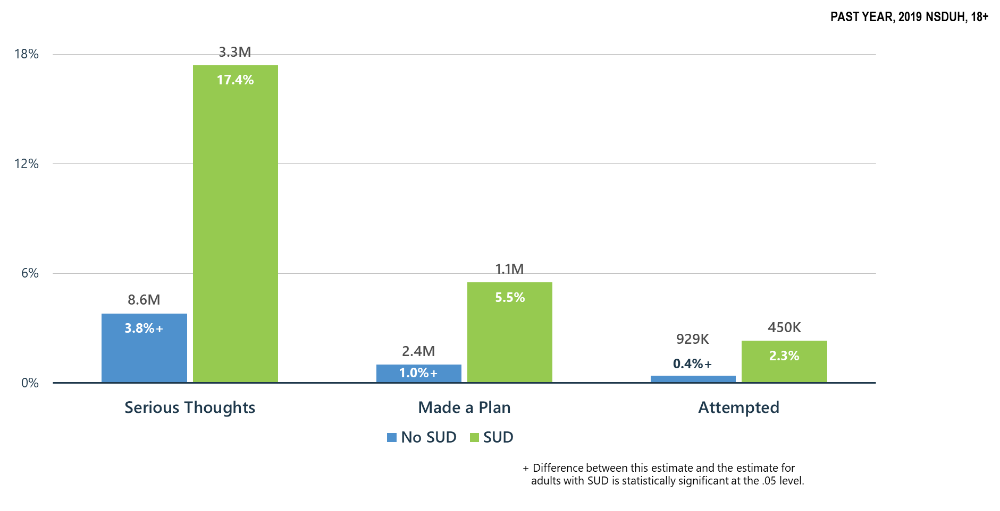 PAST YEAR, 2019 NSDUH, 18+
18%
12%
6%
0%
3.3M
17.4%
8.6M
3.8%+
1.1M
5.5%
2.4M
1.0%+
929K
0.4%+
450K
2.3%
Serious Thoughts
Made a Plan
Attempted
No SUD SUD
+ Difference between this estimate and the estimate for
adults with SUD is statistically significant at the .05 level.